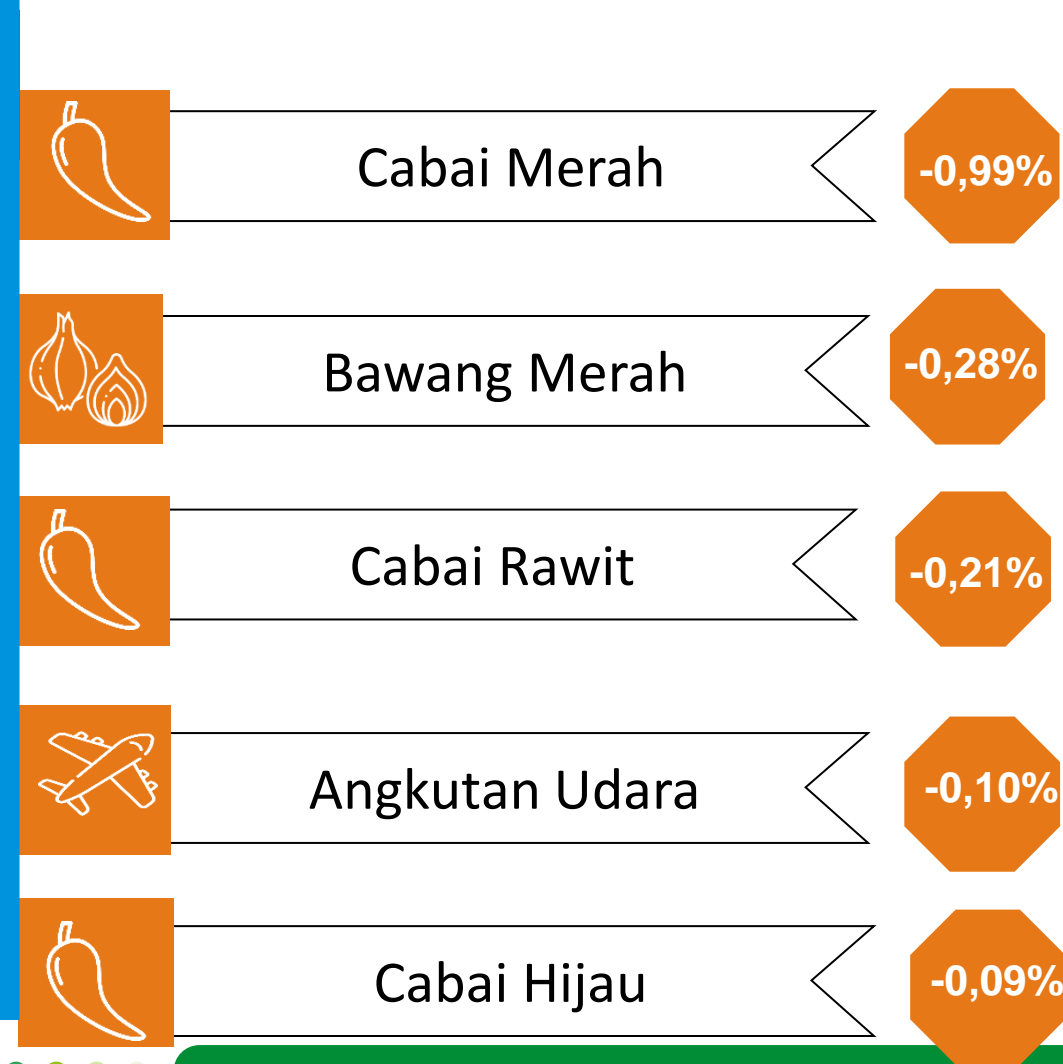 Cabai Merah
-0,99%
Bawang Merah
-0,28%
Cabai Rawit
-0,21%
Angkutan Udara
-0,10%
Cabai Hijau
-0,09%